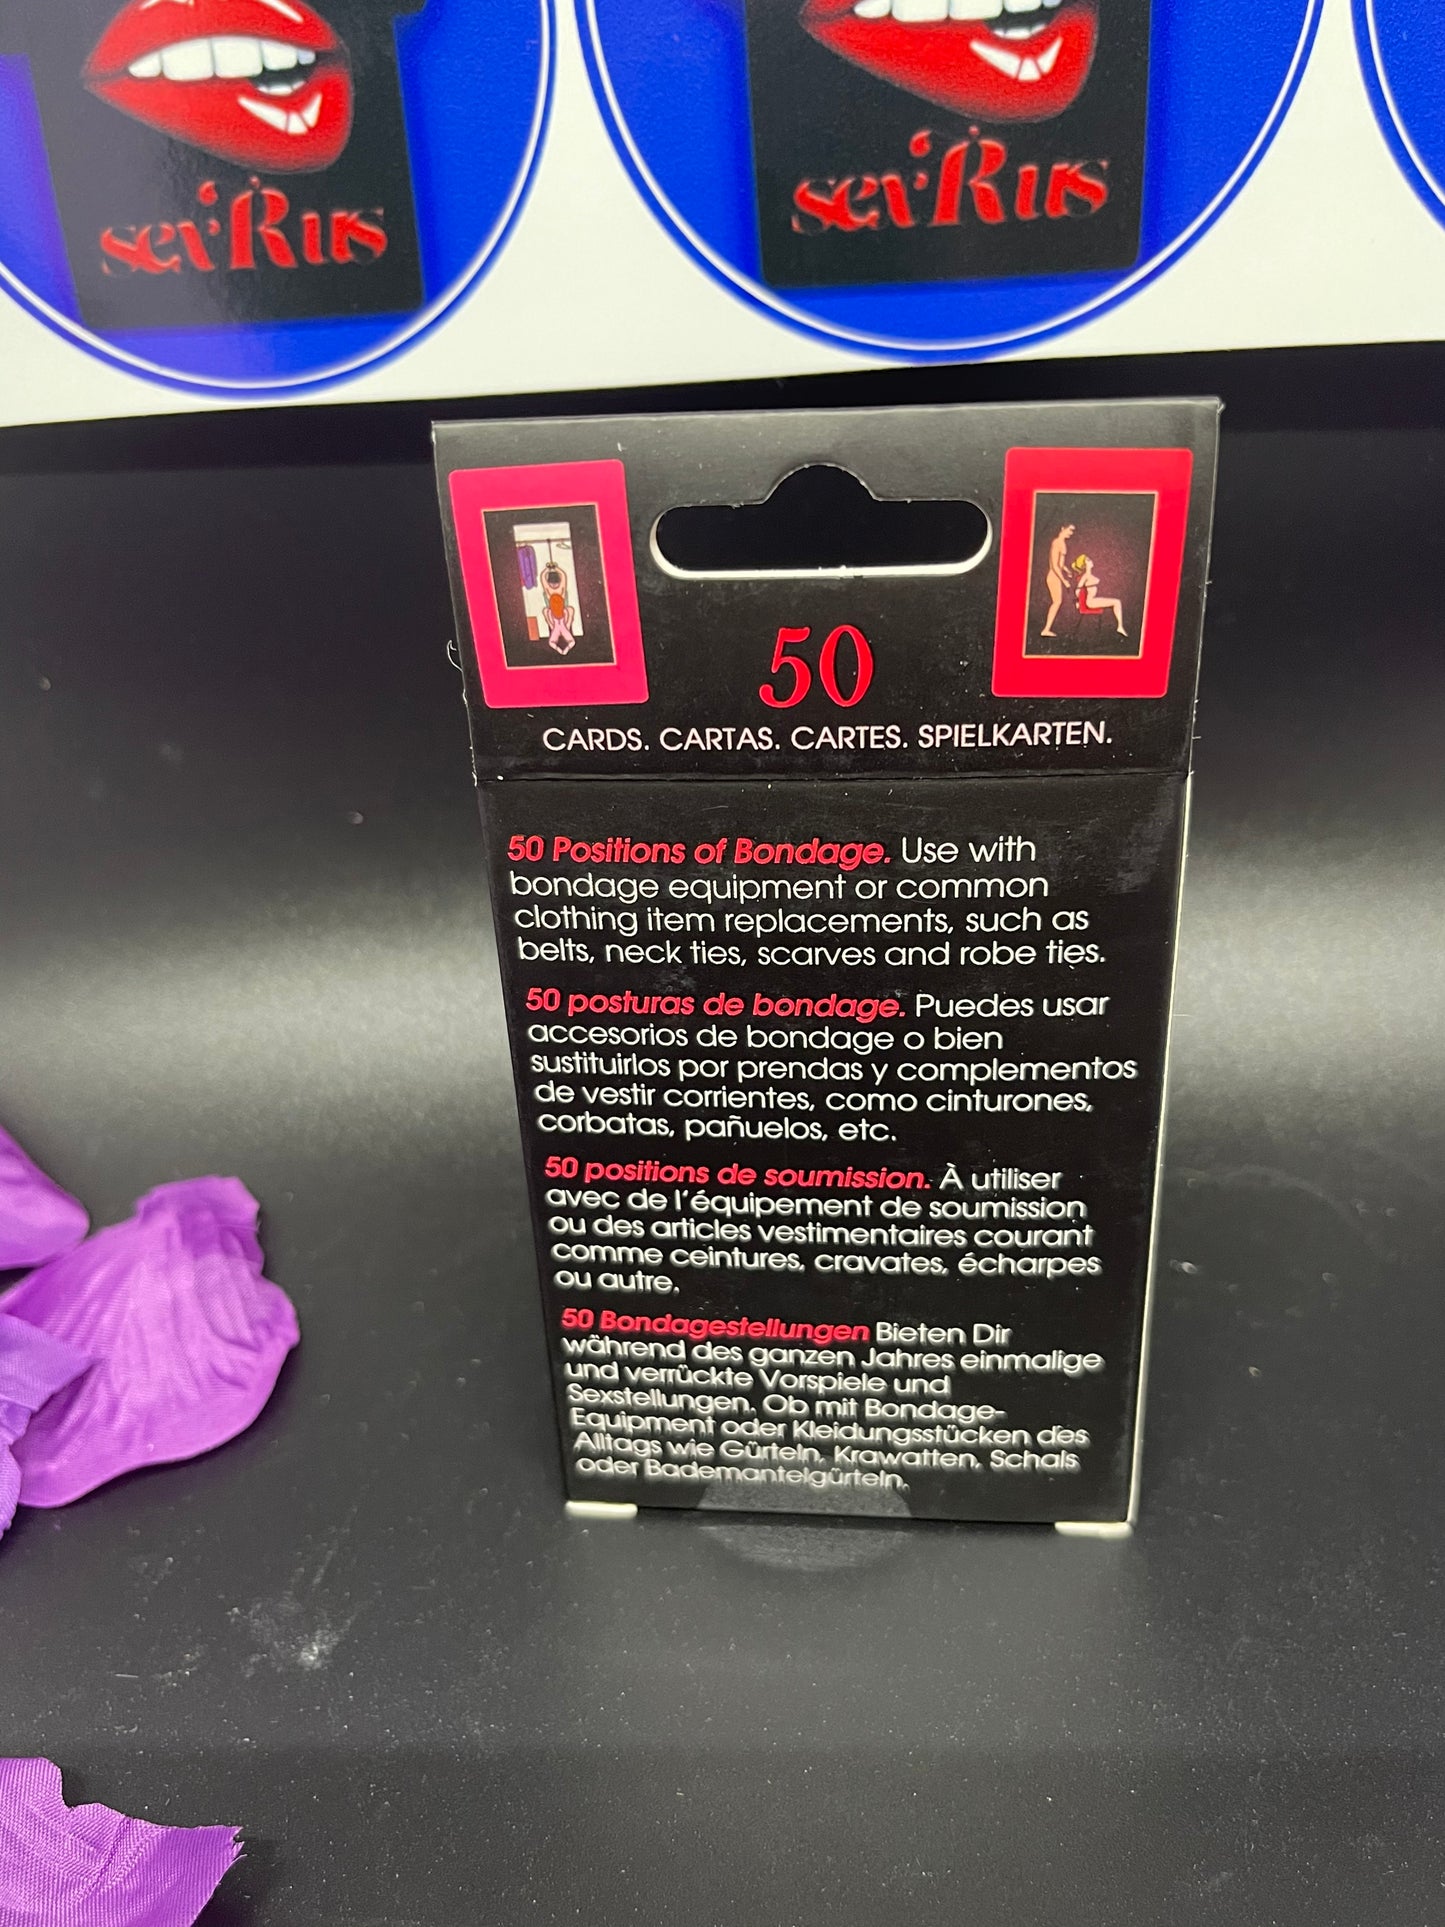 sex'R us
sex'R us
50
CARDS. CARTAS. CARTES. SPIELKARTEN.
50 Positions of Bondage. Use with
bondage equipment or common
clothing item replacements, such as
belts, neck ties, scarves and robe ties.
50 posturas de bondage. Puedes usar
accesorios de bondage o bien
sustituirlos por prendas y complementos
de vestir corrientes, como cinturones,
corbatas, pañuelos, etc.
50 positions de soumission. À utiliser
avec de l'équipement de soumission
ou des articles vestimentaires courant
comme ceintures, cravates, écharpes
ou autre.
50 Bondagestellungen Bieten Dir
während des ganzen Jahres einmalige
und verrückte Vorspiele und
Sexstellungen. Ob mit Bondage-
Equipment oder Kleidungsstücken des
Alltags wie Gürteln, Krawatten, Schals
oder Bademantelgürteln.